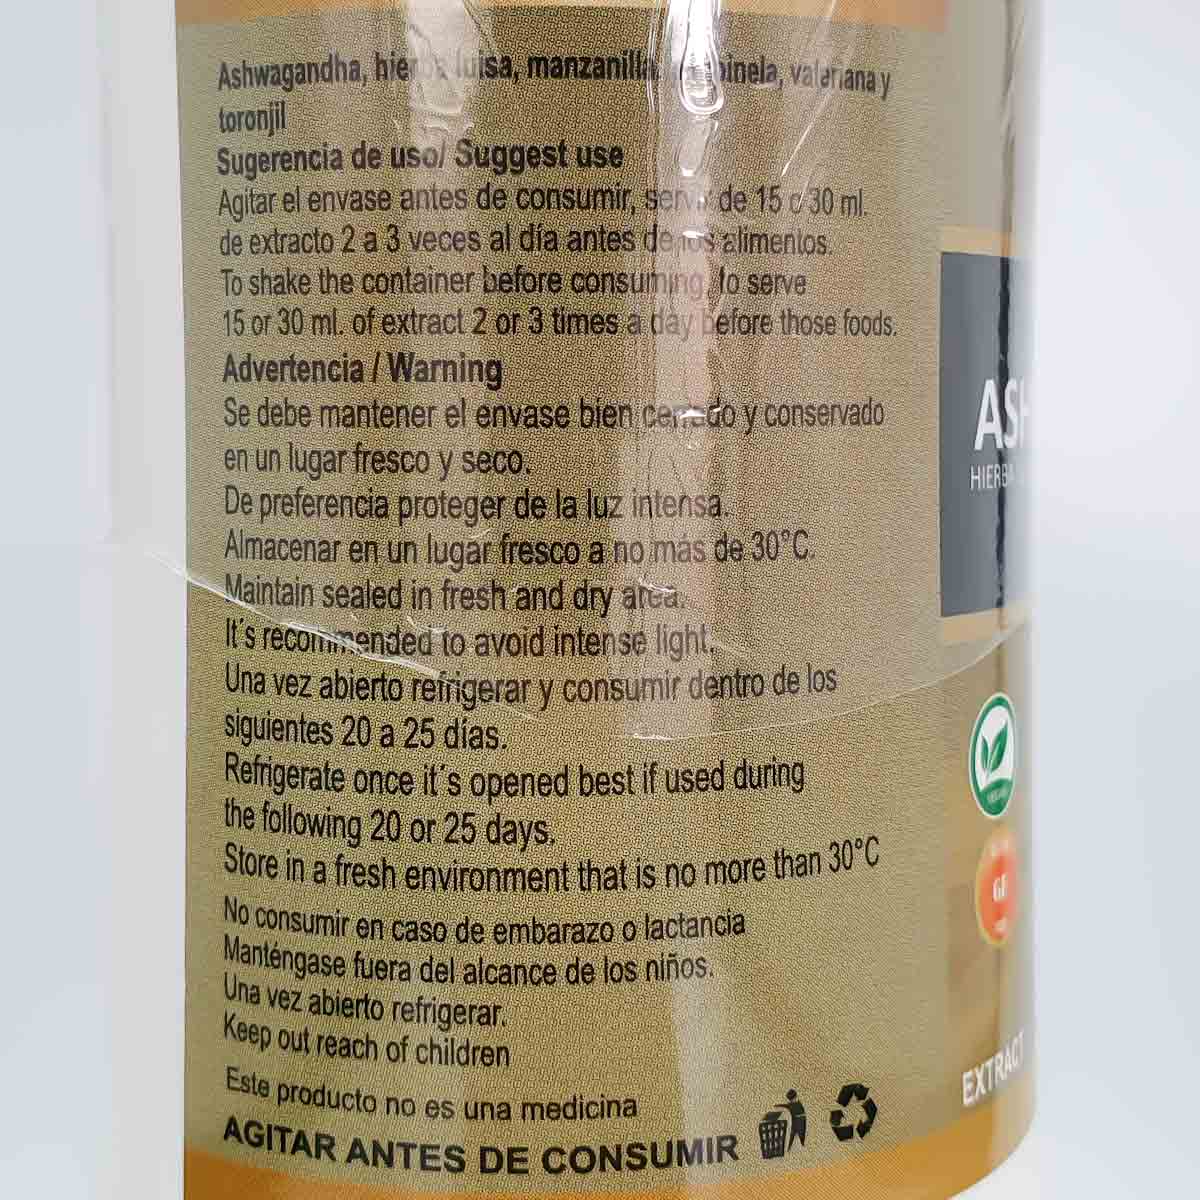 Ashwagandha, hierba luisa, manzanilla, valeriana y
toronjil
Sugerencia de uso/ Suggest use
Agitar el envase antes de consumir, servir de 15 o 30 ml.
de extracto 2 a 3 veces al día antes de los alimentos.
To shake the container before consuming, to serve
15 or 30 ml. of extract 2 or 3 times a day before those foods.
Advertencia / Warning
Se debe mantener el envase bien cerrado y conservado
en un lugar fresco y seco.
De preferencia proteger de la luz intensa.
Almacenar en un lugar fresco a no más de 30°C.
Maintain sealed in fresh and dry area.
It´s recommended to avoid intense light.
Una vez abierto refrigerar y consumir dentro de los
siguientes 20 a 25 días.
Refrigerate once it´s opened best if used during
the following 20 or 25 days.
Store in a fresh environment that is no more than 30°C
No consumir en caso de embarazo o lactancia
Manténgase fuera del alcance de los niños.
Una vez abierto refrigerar.
Keep out reach of children
Este producto no es una medicina
AGITAR ANTES DE CONSUMIR
ASH
HIERBA
GF
EXTRACT